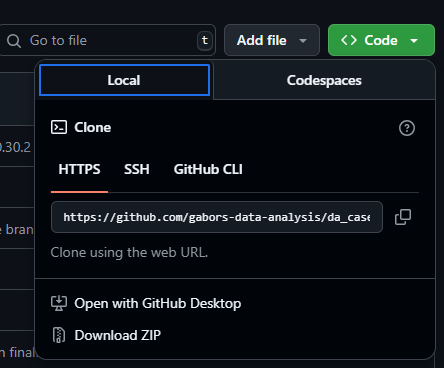 Go to file
t
Add file
Code
Local
Codespaces
0.30.2
Clone
HTTPS
SSH
GitHub CLI
e bran
https://github.com/gabors-data-analysis/da_case
Clone using the web URL.
Open with GitHub Desktop
Download ZIP
n final